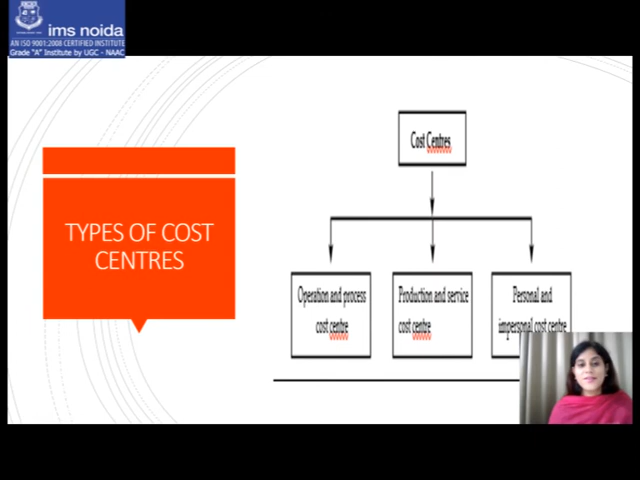 ims noida
AN ISO 9001:2008 CERTIFIED INSTITUTE
Grade "A" Institute by UGC - NAAC
TYPES OF COST
CENTRES
Cost Centres
Operation and process
cost centre
Production and service
cost centre
Personal and
impersonal cost centre